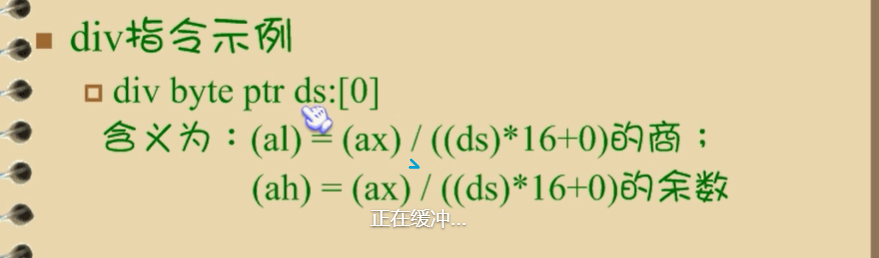 div指令示例
div byte ptr ds:[0]
含义为：(al) = (ax) / ((ds)*16+0)的商；
(ah) = (ax) / ((ds)*16+0)的余数
正在缓冲...